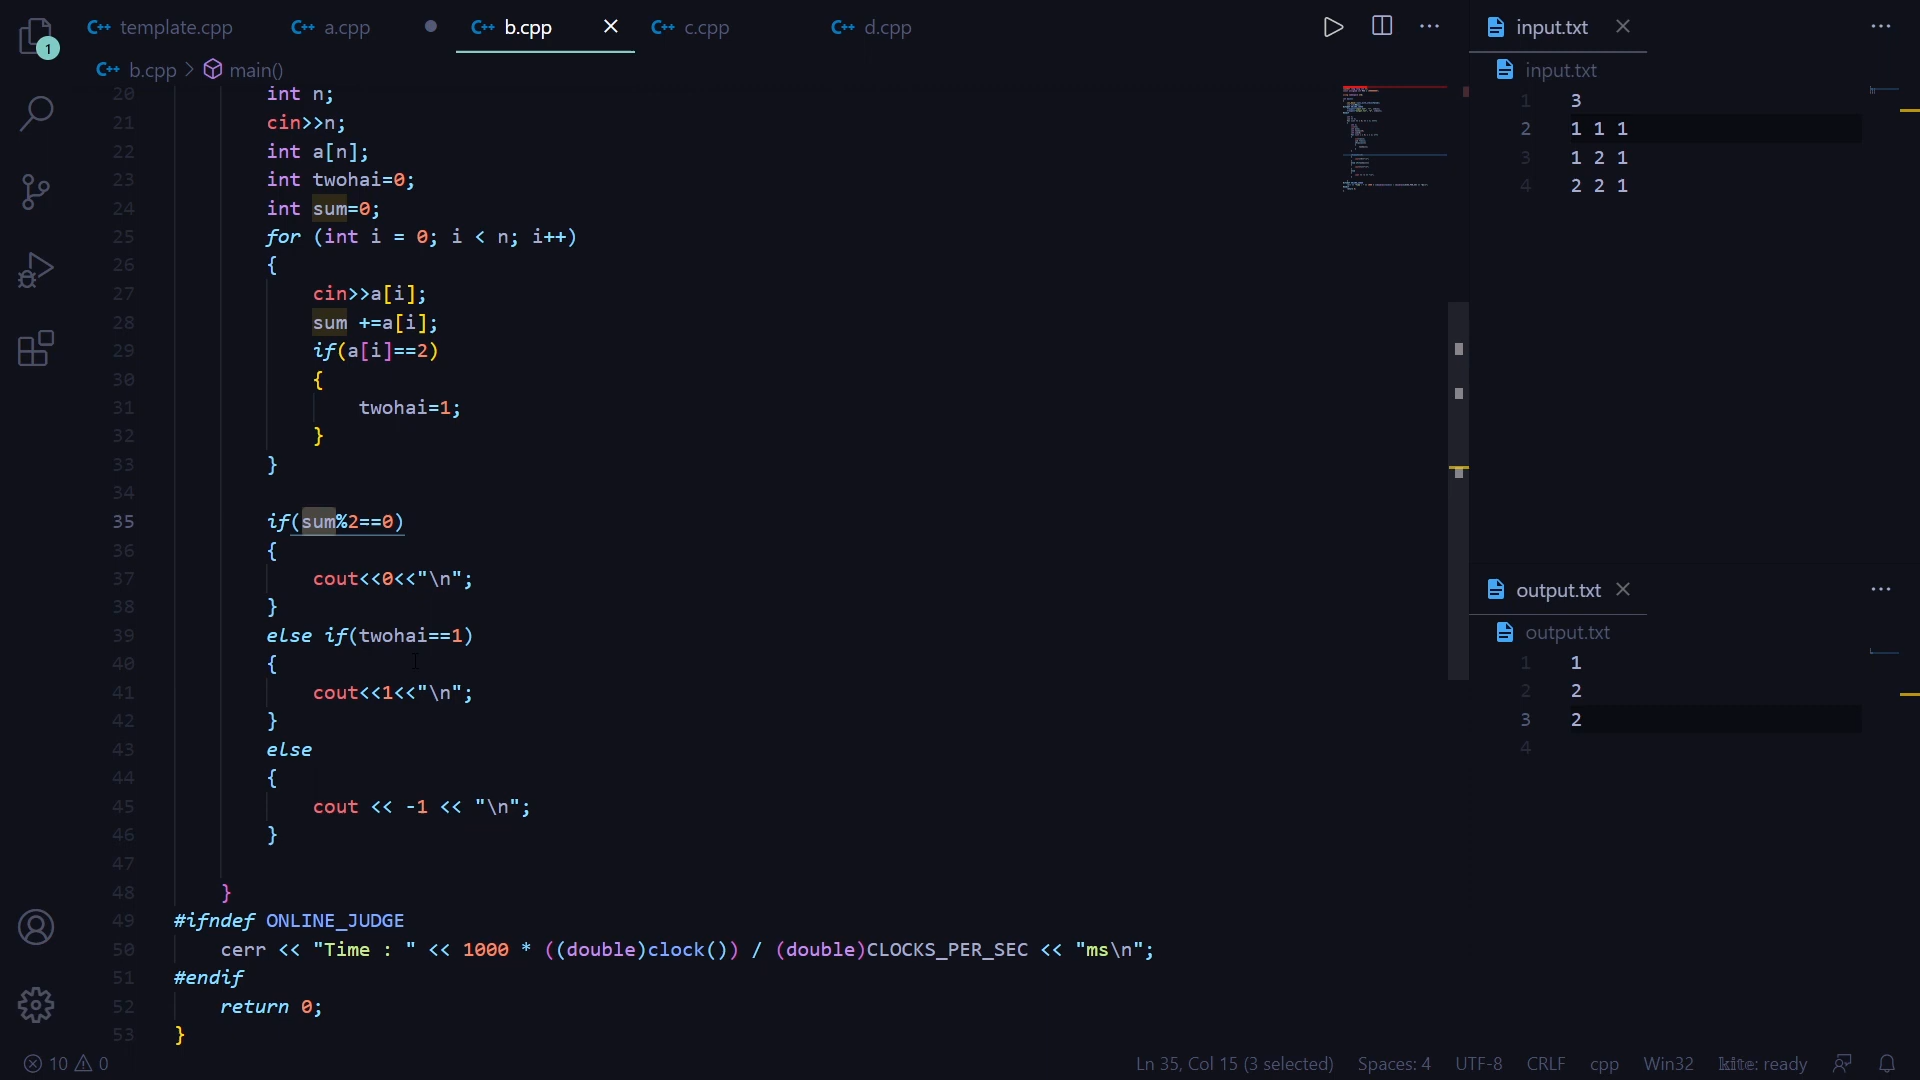 1
template.cpp a.cpp b.cpp c.cpp d.cpp
b.cpp > main()
20 int n;
21 cin>>n;
22 int a[n];
23 int twohai=0;
24 int sum=0;
25 for (int i = 0; i < n; i++)
26 {
27 cin>>a[i];
28 sum +=a[i];
29 if(a[i]==2)
30 {
31 twohai=1;
32 }
33 }
34
35 if(sum%2==0)
36 {
37 cout<<0<<"\n";
38 }
39 else if(twohai==1)
40 {
41 cout<<1<<"\n";
42 }
43 else
44 {
45 cout << -1 << "\n";
46 }
47
48 }
49 #ifndef ONLINE_JUDGE
50 cerr << "Time : " << 1000 * ((double)clock()) / (double)CLOCKS_PER_SEC << "ms\n";
51 #endif
52 return 0;
53 }
input.txt
input.txt
1 3
2 1 1 1
3 1 2 1
4 2 2 1
output.txt
output.txt
1 1
2 2
3 2
4
10 0
Ln 35, Col 15 (3 selected) Spaces: 4 UTF-8 CRLF cpp Win32 kite: ready